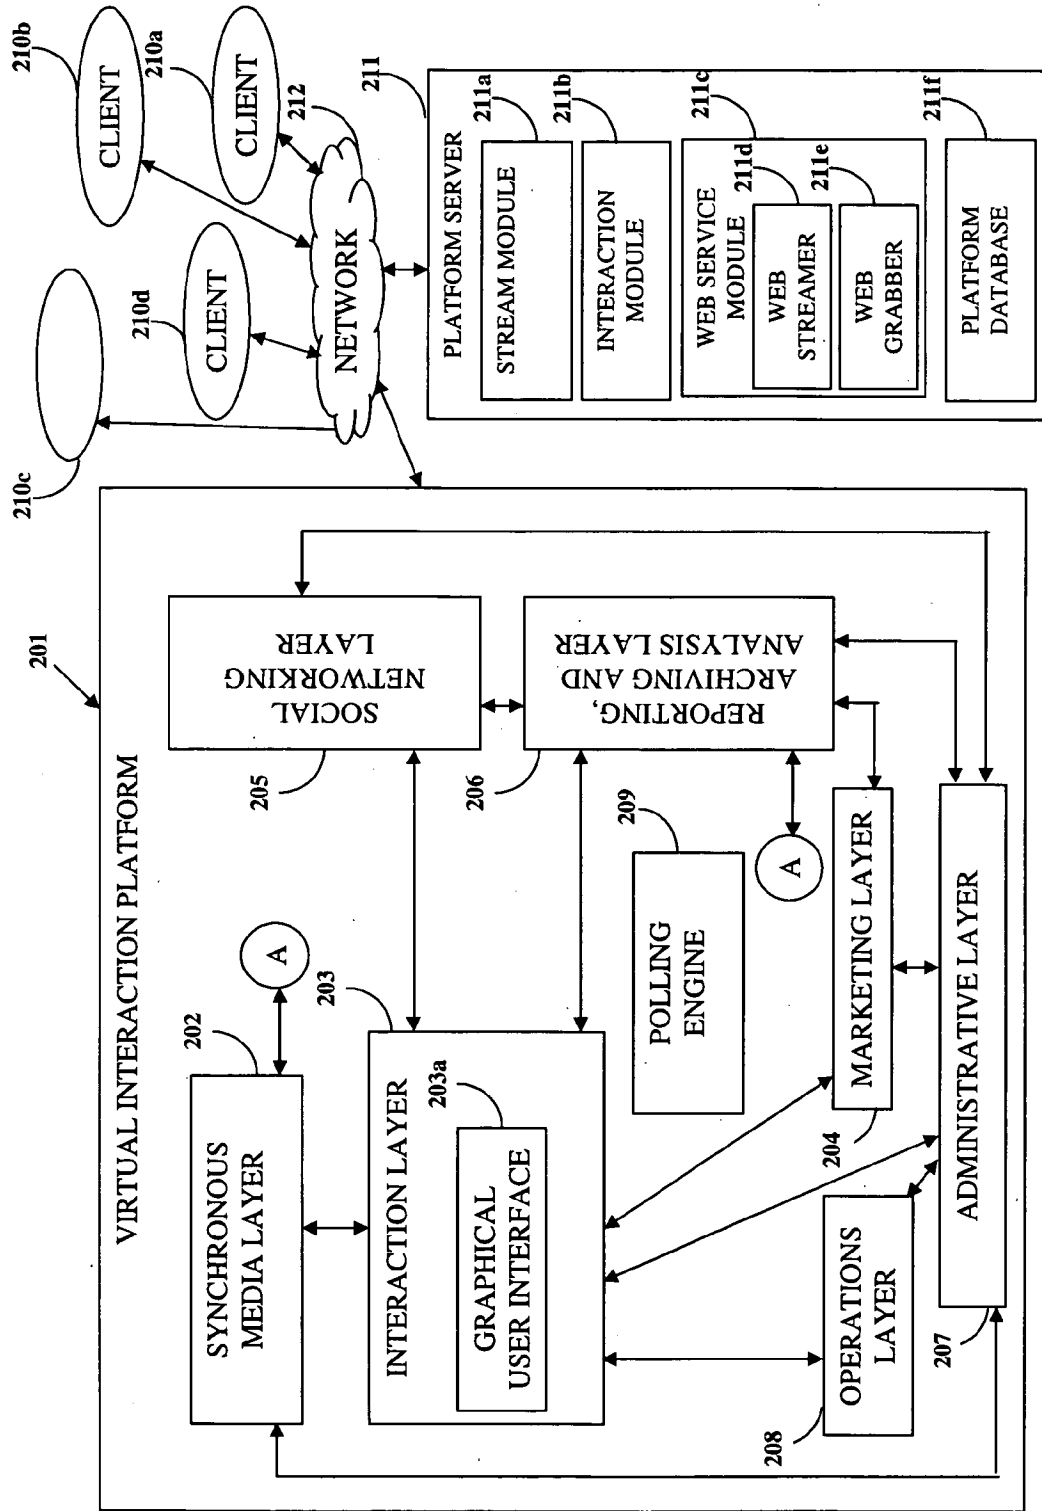 VIRTUAL INTERACTION PLATFORM
201
SYNCHRONOUS
MEDIA LAYER
202
A
INTERACTION LAYER
203
GRAPHICAL
USER INTERFACE
203a
SOCIAL
NETWORKING
LAYER
205
REPORTING,
ARCHIVING AND
ANALYSIS LAYER
206
POLLING
ENGINE
209
A
MARKETING LAYER
204
OPERATIONS
LAYER
208
ADMINISTRATIVE LAYER
207
210c
CLIENT
210d
CLIENT
210b
CLIENT
210a
NETWORK
212
PLATFORM SERVER
211
STREAM MODULE
211a
INTERACTION
MODULE
211b
WEB SERVICE
MODULE
211c
WEB
STREAMER
211d
WEB
GRABBER
211e
PLATFORM
DATABASE
211f